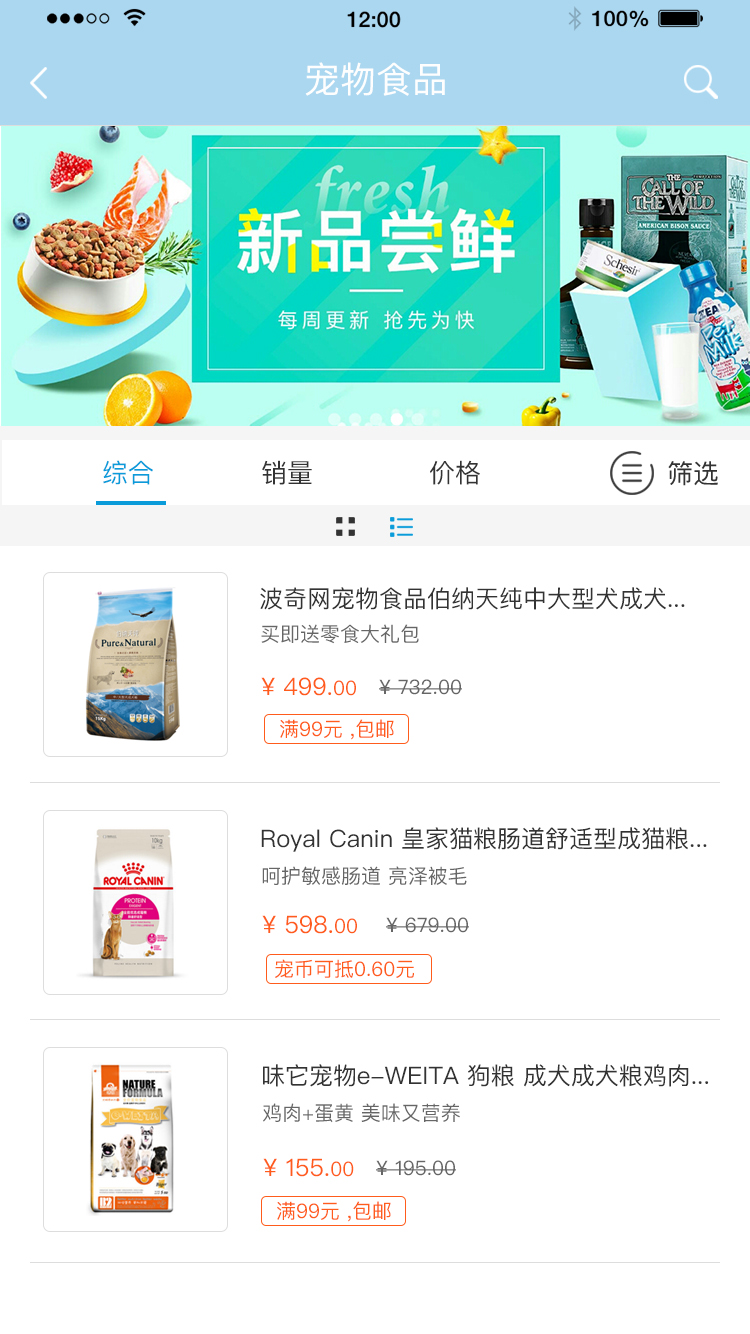 12:00
100%
宠物食品
fresh
新品尝鲜
每周更新 抢先为快
THE
CALL OF
THE WILD
AMERICAN BISON SAUCE
Schesir
ZEAL
Pet
Milk
综合
销量
价格
筛选
Pure&Natural
15Kg
波奇网宠物食品伯纳天纯中大型犬成犬...
买即送零食大礼包
¥ 499.00
¥ 732.00
满99元 ,包邮
10kg
ROYAL CANIN
PROTEIN
Royal Canin 皇家猫粮肠道舒适型成猫粮...
呵护敏感肠道 亮泽被毛
¥ 598.00
¥ 679.00
宠币可抵0.60元
NATURE
FORMULA
味它宠物e-WEITA 狗粮 成犬成犬粮鸡肉...
鸡肉+蛋黄 美味又营养
¥ 155.00
¥ 195.00
满99元 ,包邮